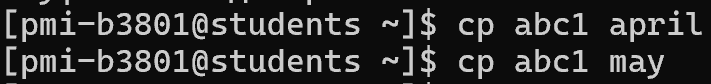 [pmi-b3801@students ~]$ cp abc1 april
[pmi-b3801@students ~]$ cp abc1 may